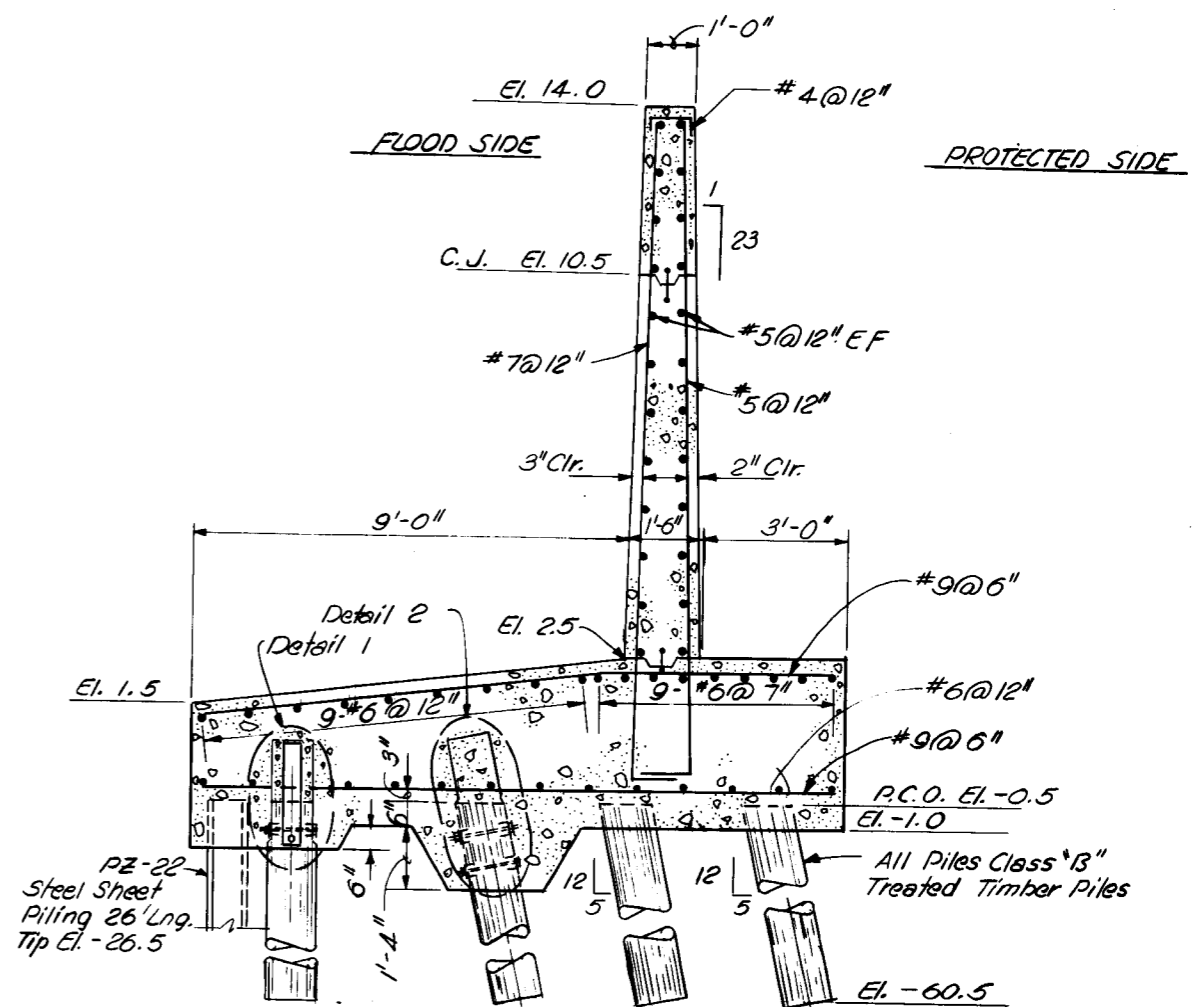 1'-0"
El. 14.0
#4@12"
FLOOD SIDE
PROTECTED SIDE
1
23
C.J. El. 10.5
#5@12" EF
#7@12"
#5@12"
3" Clr.
2" Clr.
9'-0"
1'-6"
3'-0"
#9@6"
Detail 2
Detail 1
El. 2.5
El. 1.5
9-#6@7"
#6@12"
9-#6@12"
#9@6"
3"
P.C.O. El.-0.5
6"
El.-1.0
PZ-22
Steel Sheet
Piling 26' Lng.
Tip El. -26.5
6"
12
5
12
5
All Piles Class "B"
Treated Timber Piles
1'-4"
El. -60.5